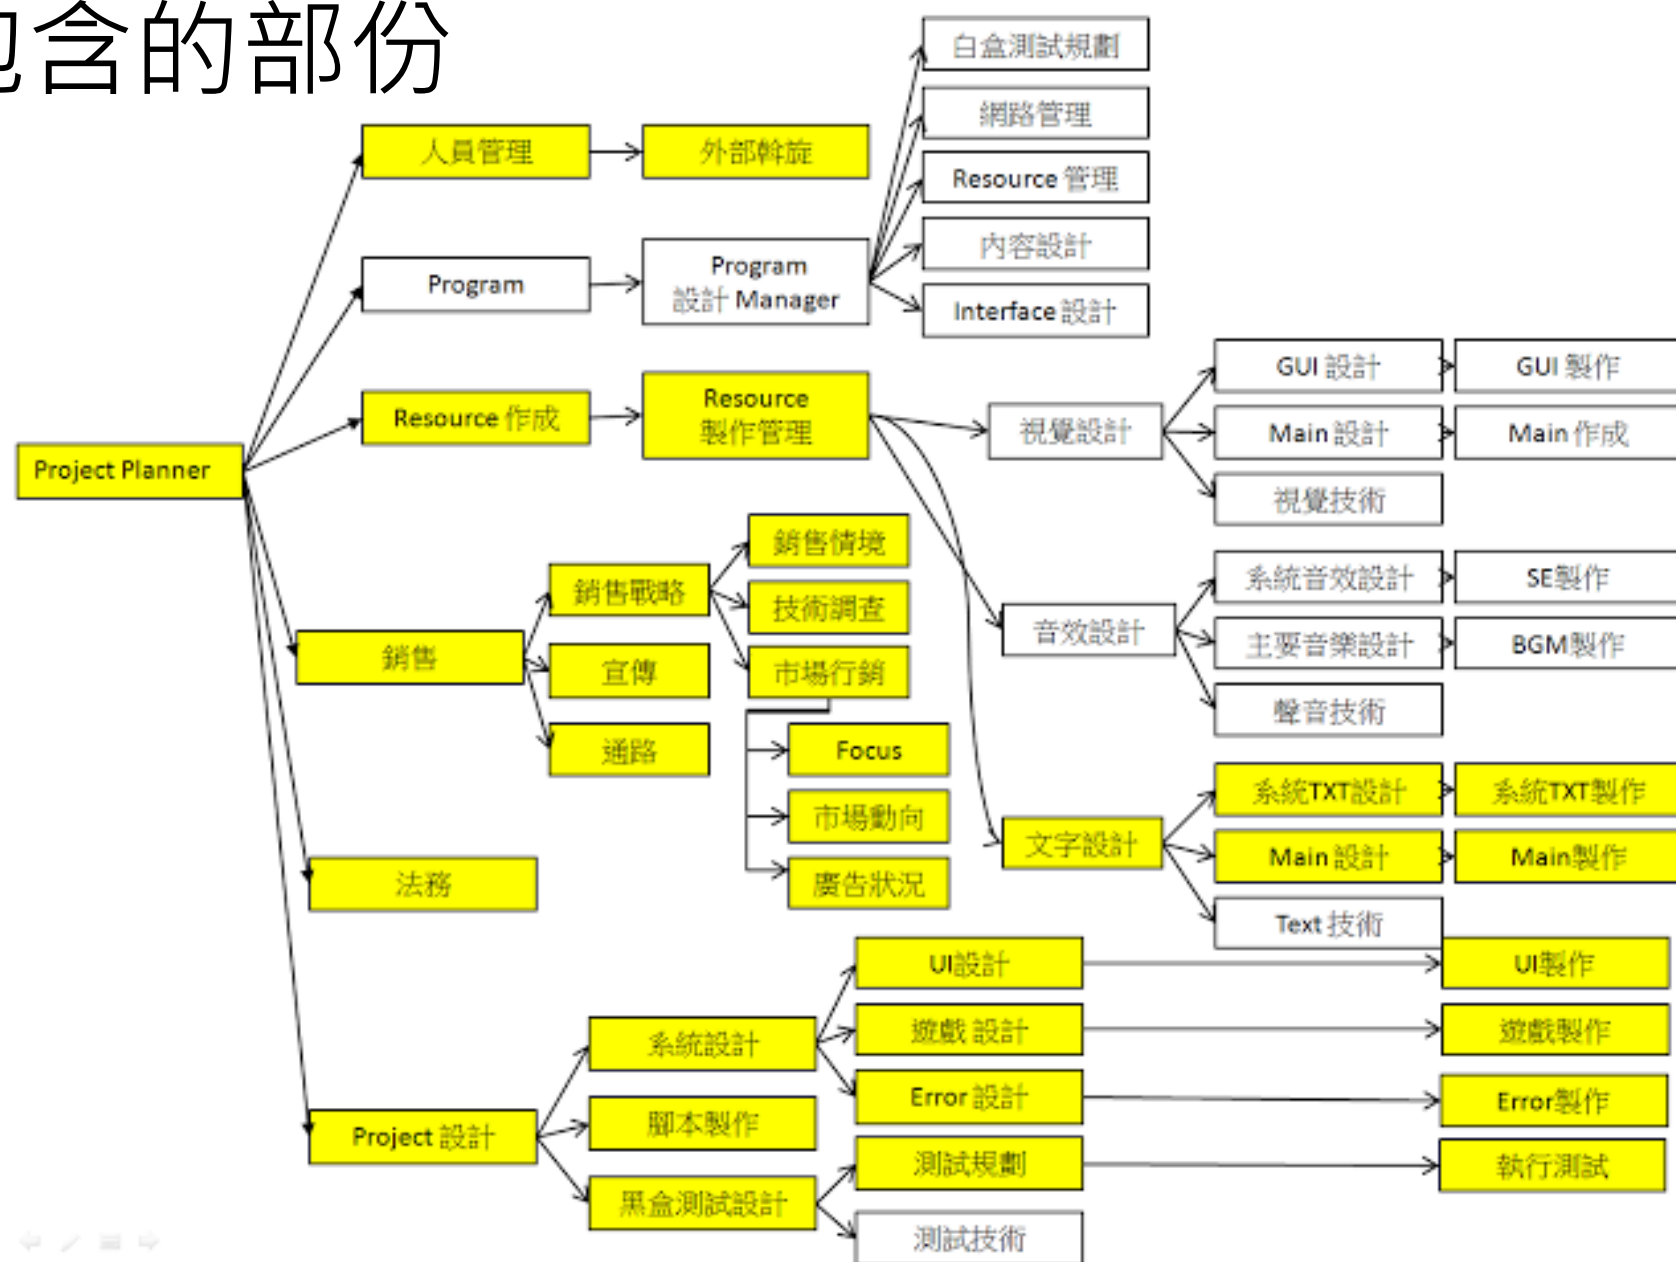 包含的部份
白盒測試規劃
網路管理
人員管理
外部斡旋
Resource 管理
內容設計
Program
Program
設計 Manager
Interface 設計
GUI 設計
GUI 製作
Resource 作成
Resource
製作管理
視覺設計
Main 設計
Main 作成
Project Planner
視覺技術
銷售情境
銷售戰略
技術調查
系統音效設計
SE製作
音效設計
主要音樂設計
BGM製作
銷售
宣傳
市場行銷
聲音技術
通路
Focus
系統TXT設計
系統TXT製作
市場動向
文字設計
Main 設計
Main製作
法務
廣告狀況
Text 技術
UI設計
UI製作
系統設計
遊戲 設計
遊戲製作
Error 設計
Error製作
Project 設計
腳本製作
測試規劃
執行測試
黑盒測試設計
測試技術